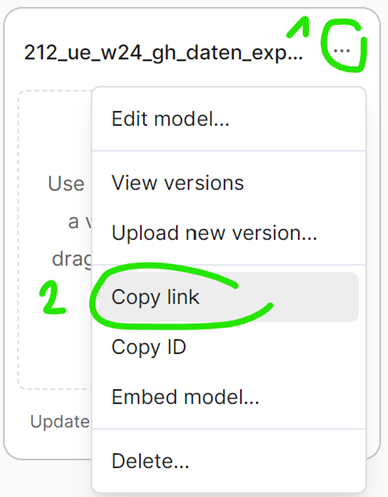 1
212_ue_w24_gh_daten_exp... ...
Edit model...
View versions
Use
a v
Upload new version...
drag
2
Copy link
Copy ID
Embed model...
Update
Delete...